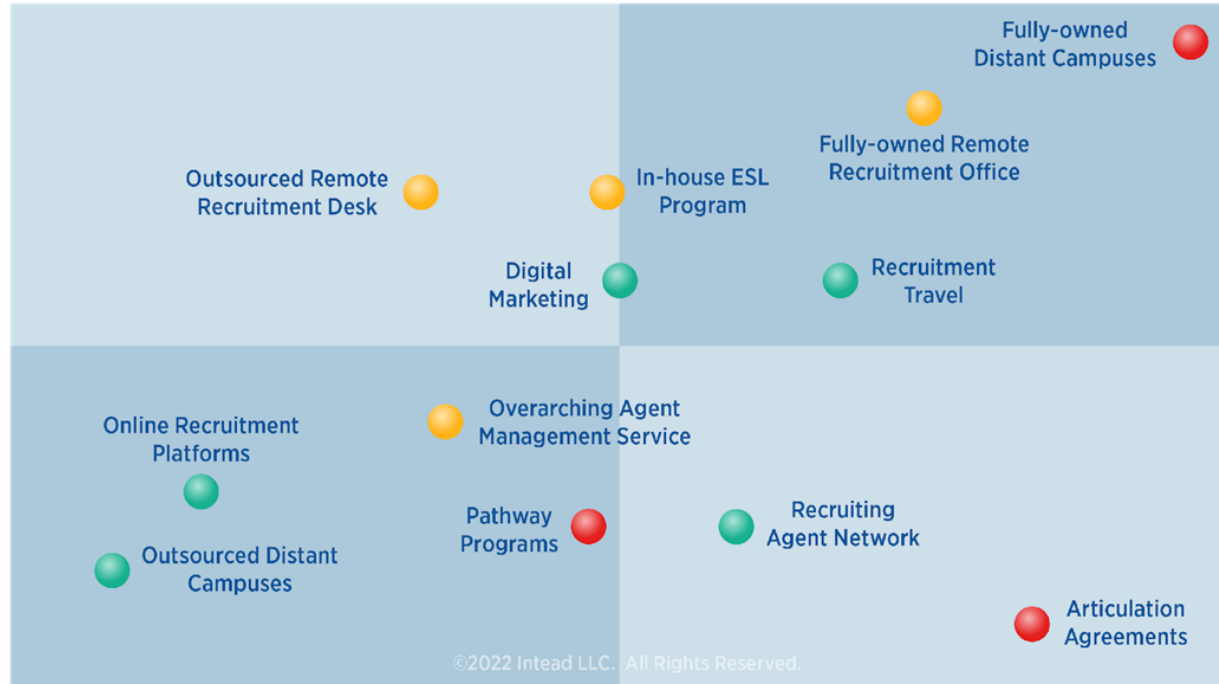 Fully-owned
Distant Campuses
Fully-owned Remote
Recruitment Office
Outsourced Remote
Recruitment Desk
In-house ESL
Program
Digital
Marketing
Recruitment
Travel
Overarching Agent
Management Service
Online Recruitment
Platforms
Pathway
Programs
Recruiting
Agent Network
Outsourced Distant
Campuses
Articulation
Agreements
©2022 Intead LLC. All Rights Reserved.